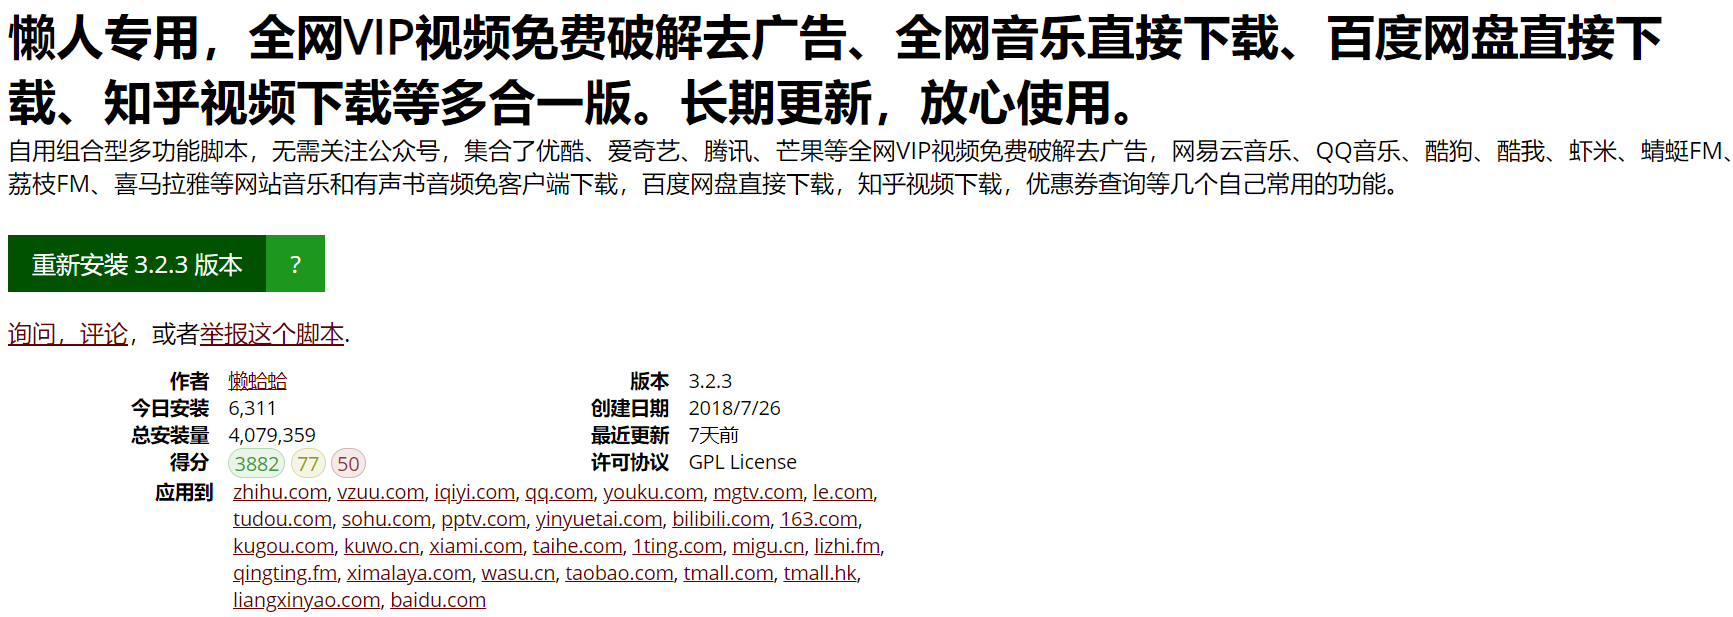 懒人专用，全网VIP视频免费破解去广告、全网音乐直接下载、百度网盘直接下
载、知乎视频下载等多合一版。长期更新，放心使用。
自用组合型多功能脚本，无需关注公众号，集合了优酷、爱奇艺、腾讯、芒果等全网VIP视频免费破解去广告，网易云音乐、QQ音乐、酷狗、酷我、虾米、蜻蜓FM、
荔枝FM、喜马拉雅等网站音乐和有声书音频免客户端下载，百度网盘直接下载，知乎视频下载，优惠券查询等几个自己常用的功能。
重新安装 3.2.3 版本 ?
询问，评论，或者举报这个脚本.
作者 懒蛤蛤 版本 3.2.3
今日安装 6,311 创建日期 2018/7/26
总安装量 4,079,359 最近更新 7天前
得分 3882 77 50 许可协议 GPL License
应用到 zhihu.com, vzuu.com, iqiyi.com, qq.com, youku.com, mgtv.com, le.com,
tudou.com, sohu.com, pptv.com, yinyuetai.com, bilibili.com, 163.com,
kugou.com, kuwo.cn, xiami.com, taihe.com, 1ting.com, migu.cn, lizhi.fm,
qingting.fm, ximalaya.com, wasu.cn, taobao.com, tmall.com, tmall.hk,
liangxinyao.com, baidu.com